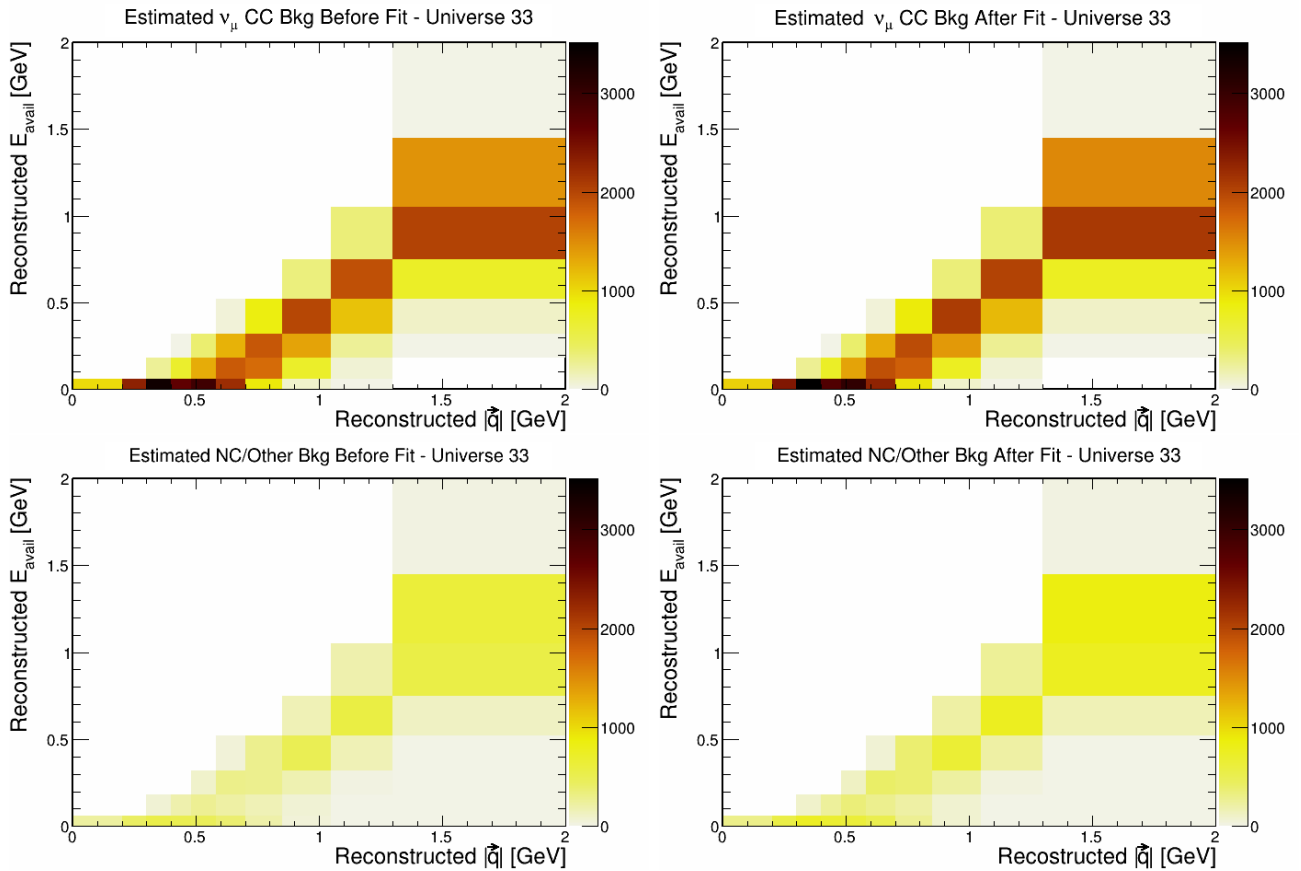 Estimated νμ CC Bkg Before Fit - Universe 33
Reconstructed Eavail [GeV]
2
1.5
1
0.5
0
0 0.5 1 1.5 2
Reconstructed |q⃗| [GeV]
3000
2000
1000
0
Estimated νμ CC Bkg After Fit - Universe 33
Reconstructed Eavail [GeV]
2
1.5
1
0.5
0
0 0.5 1 1.5 2
Reconstructed |q⃗| [GeV]
3000
2000
1000
0
Estimated NC/Other Bkg Before Fit - Universe 33
Reconstructed Eavail [GeV]
2
1.5
1
0.5
0
0 0.5 1 1.5 2
Reconstructed |q⃗| [GeV]
3000
2000
1000
0
Estimated NC/Other Bkg After Fit - Universe 33
Recostructed Eavail [GeV]
2
1.5
1
0.5
0
0 0.5 1 1.5 2
Reconstructed |q⃗| [GeV]
3000
2000
1000
0